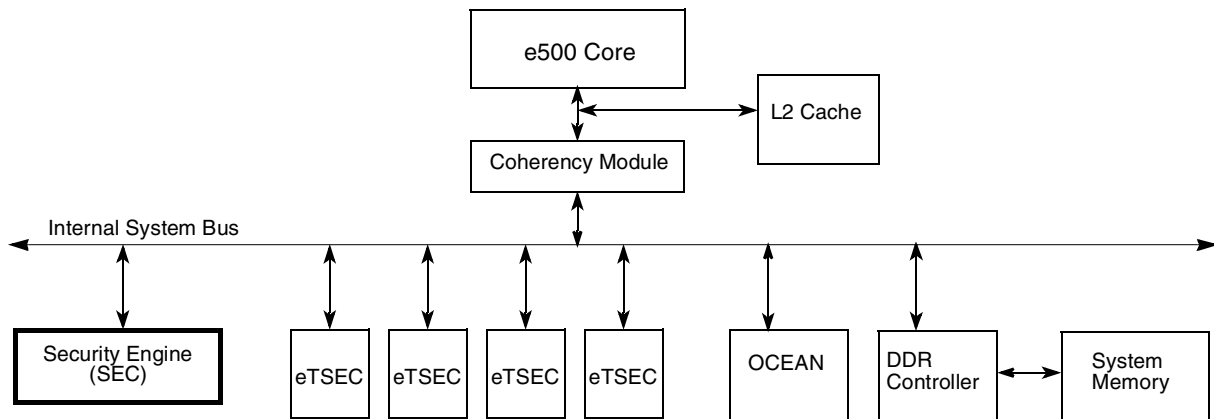 e500 Core
L2 Cache
Coherency Module
Internal System Bus
Security Engine
(SEC)
eTSEC
eTSEC
eTSEC
eTSEC
OCEAN
DDR
Controller
System
Memory